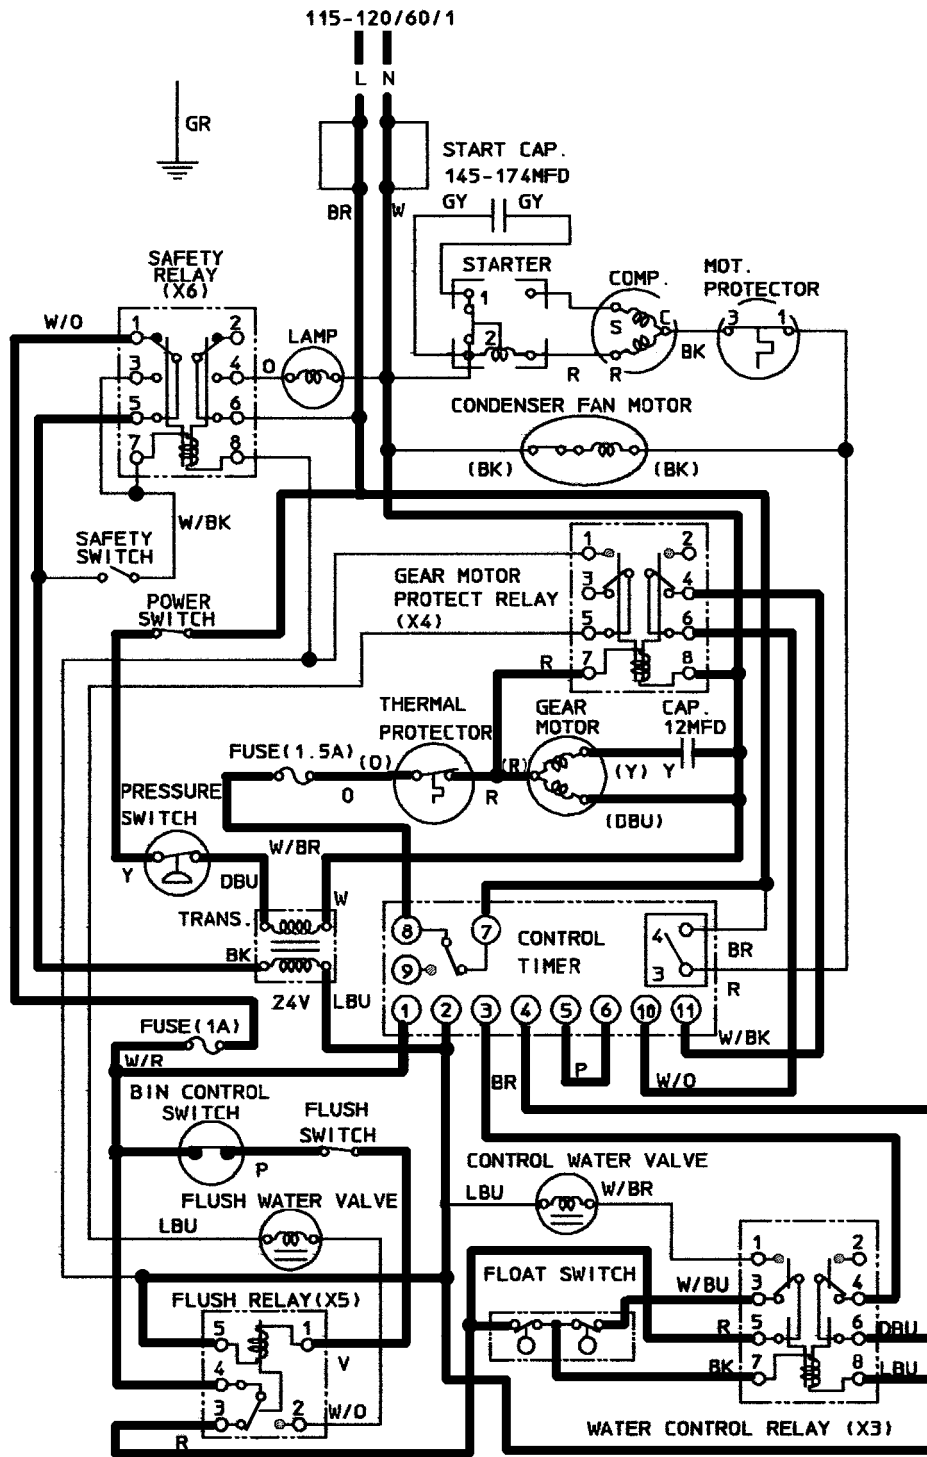 115-120/60/1
L N
GR
START CAP.
145-174MFD
GY GY
BR W
SAFETY
RELAY
(X6)
STARTER
COMP.
MOT.
PROTECTOR
W/O
1 2
LAMP
1
S C
3 1
2
BK
3 4
O
R R
5 6
CONDENSER FAN MOTOR
7 8
(BK) (BK)
W/BK
SAFETY
SWITCH
1 2
GEAR MOTOR
PROTECT RELAY
(X4)
3 4
POWER
SWITCH
5 6
R
7 8
THERMAL
PROTECTOR
GEAR
MOTOR
CAP.
12MFD
FUSE(1.5A)
(O)
(R)
(Y) Y
O
R
PRESSURE
SWITCH
(DBU)
W/BR
Y
DBU
W
TRANS.
8 7
CONTROL
TIMER
4
BR
BK
9
3
R
24V
LBU
1 2 3 4 5 6 10 11
FUSE(1A)
W/BK
W/R
BR
P
W/O
BIN CONTROL
SWITCH
FLUSH
SWITCH
P
CONTROL WATER VALVE
LBU
W/BR
FLUSH WATER VALVE
LBU
1 2
FLOAT SWITCH
W/BU
3 4
FLUSH RELAY(X5)
5 1
R
5 6
DBU
V
4
BK
7 8
LBU
3 2
W/O
R
WATER CONTROL RELAY (X3)